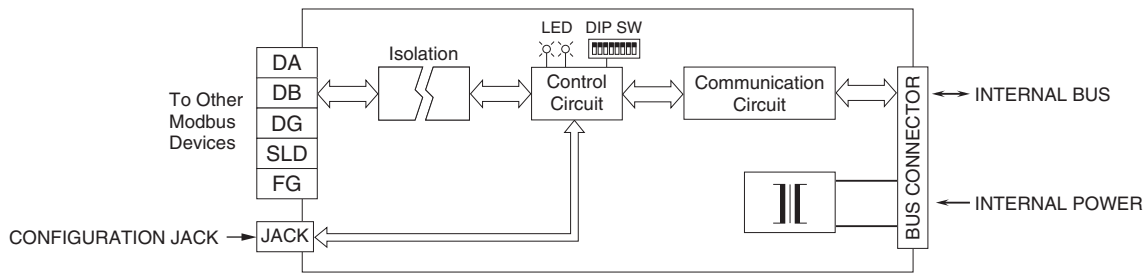 LED
DIP SW
Isolation
DA
DB
DG
SLD
FG
To Other
Modbus
Devices
Control
Circuit
Communication
Circuit
BUS CONNECTOR
INTERNAL BUS
INTERNAL POWER
CONFIGURATION JACK
JACK